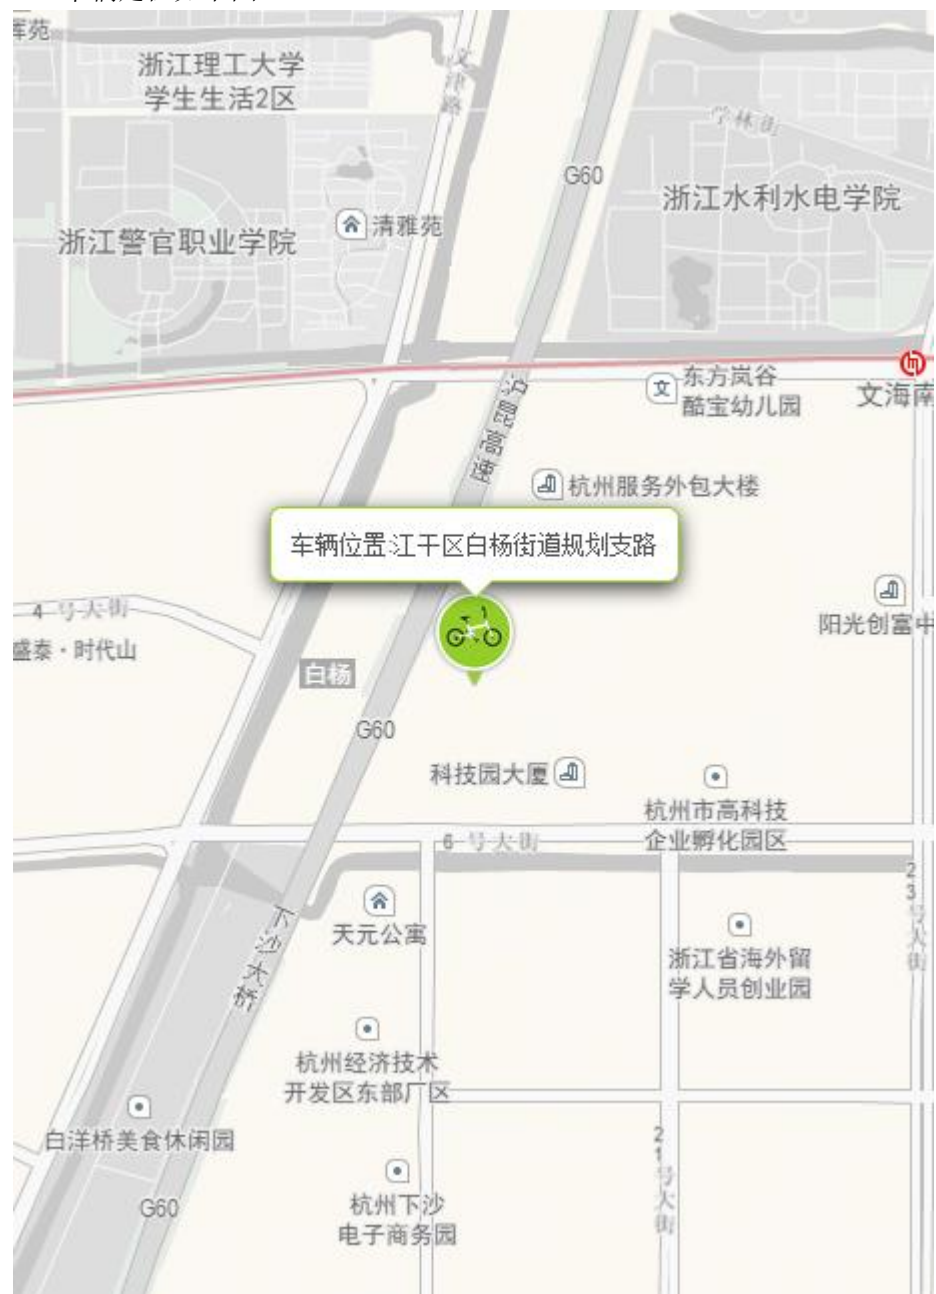 晖苑
浙江理工大学
学生生活2区
文津路
学林街
G60
浙江水利水电学院
清雅苑
浙江警官职业学院
东方岚谷
酷宝幼儿园
文海南
沪昆高速
杭州服务外包大楼
车辆位置:江干区白杨街道规划支路
4号大街
阳光创富中
盛泰·时代山
白杨
G60
科技园大厦
杭州市高科技
企业孵化园区
6号大街
23号大街
天元公寓
下沙大桥
浙江省海外留
学人员创业园
杭州经济技术
开发区东部厂区
白洋桥美食休闲园
21号大街
G60
杭州下沙
电子商务园